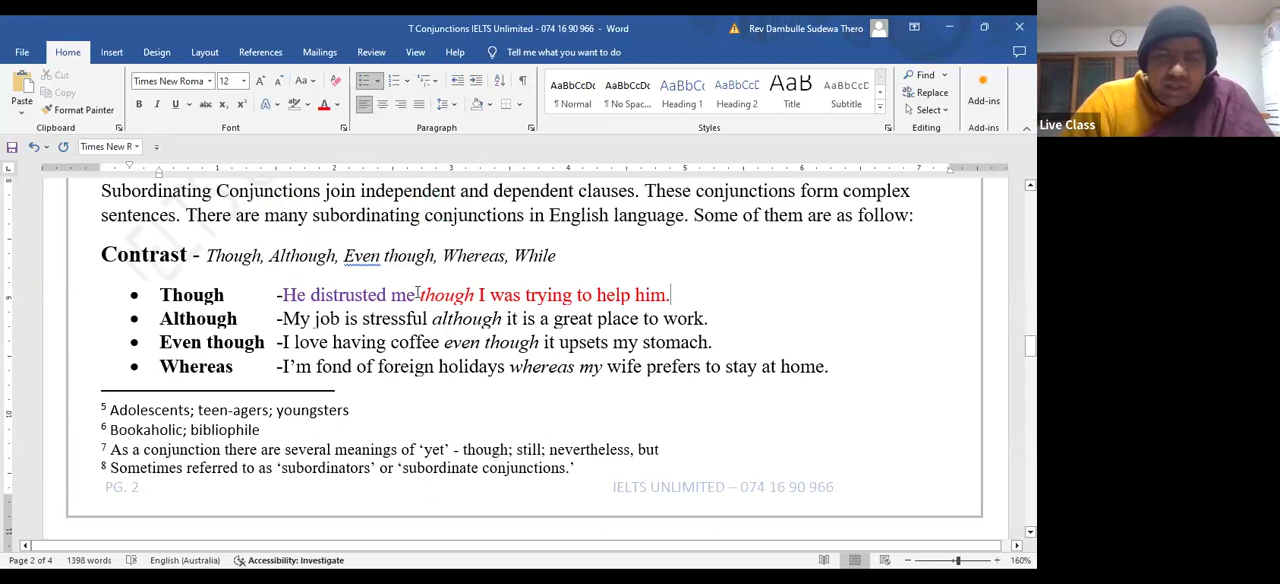 T Conjunctions IELTS Unlimited - 074 16 90 966 - Word
Rev Dambulle Sudewa Thero
File Home Insert Design Layout References Mailings Review View Help Tell me what you want to do
Paste
Cut
Copy
Format Painter
Times New Roma 12
AaBbCcDc AaBbCcDc AaBbCc AaBbCcD AaB AaBbCcD
¶ Normal ¶ No Spac... Heading 1 Heading 2 Title Subtitle
Find
Replace
Select
Add-ins
Clipboard Font Paragraph Styles Editing Add-ins
Live Class
Times New R
1 2 3 4 5 6 7
Subordinating Conjunctions join independent and dependent clauses. These conjunctions form complex
sentences. There are many subordinating conjunctions in English language. Some of them are as follow:
Contrast - Though, Although, Even though, Whereas, While
• Though -He distrusted me though I was trying to help him.
• Although -My job is stressful although it is a great place to work.
• Even though -I love having coffee even though it upsets my stomach.
• Whereas -I’m fond of foreign holidays whereas my wife prefers to stay at home.
5 Adolescents; teen-agers; youngsters
6 Bookaholic; bibliophile
7 As a conjunction there are several meanings of ‘yet’ - though; still; nevertheless, but
8 Sometimes referred to as ‘subordinators’ or ‘subordinate conjunctions.’
PG. 2 IELTS UNLIMITED – 074 16 90 966
Page 2 of 4 1398 words English (Australia) Accessibility: Investigate 160%